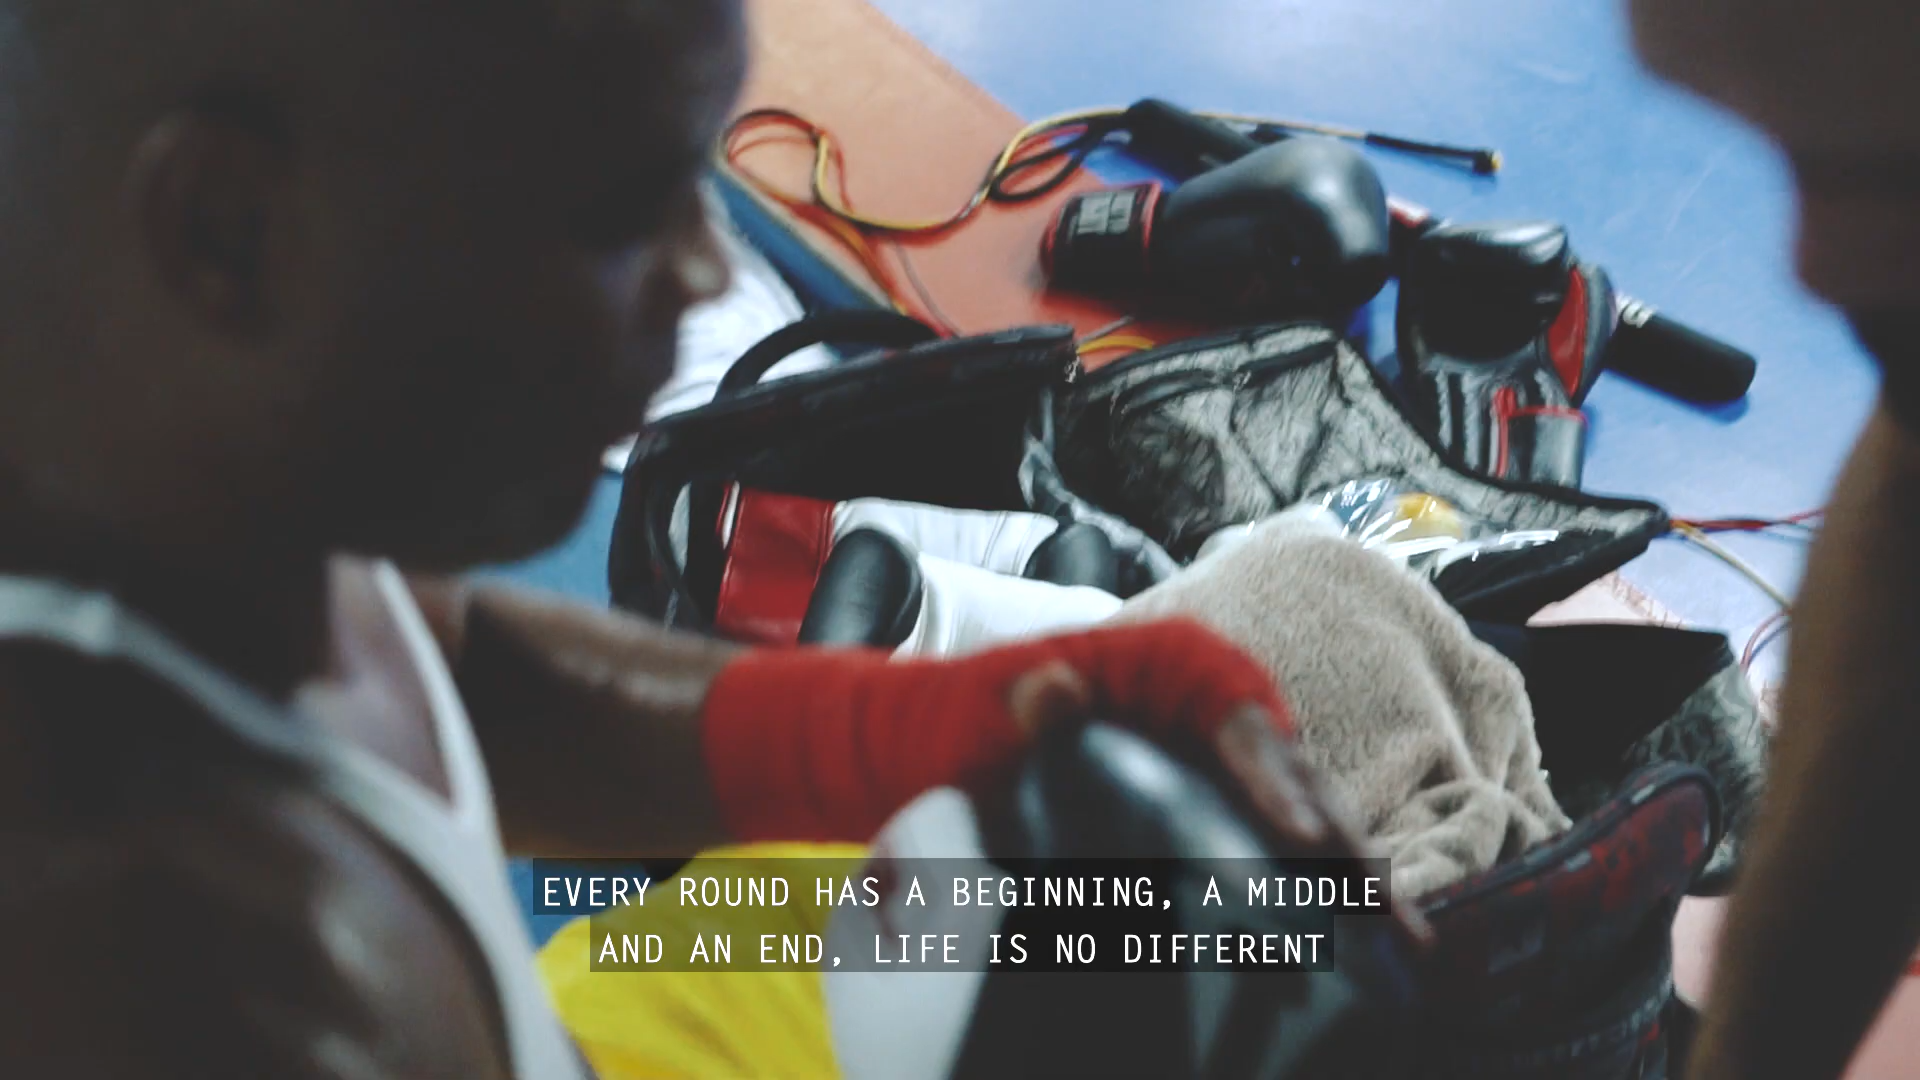 EVERY ROUND HAS A BEGINNING, A MIDDLE
AND AN END, LIFE IS NO DIFFERENT